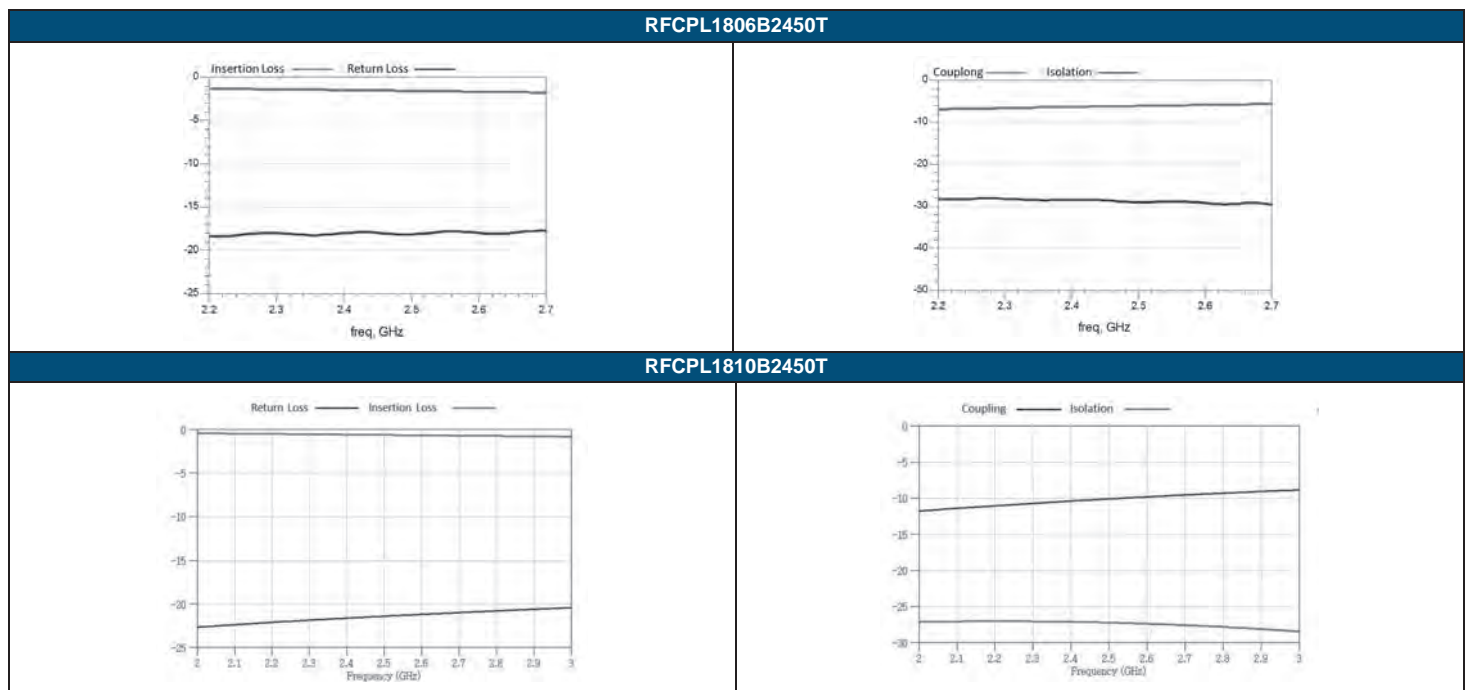 RFCPL1806B2450T
Insertion Loss Return Loss
0
-5
-10
-15
-20
-25
2.2 2.3 2.4 2.5 2.6 2.7
freq, GHz
Couplong Isolation
0
-10
-20
-30
-40
-50
2.2 2.3 2.4 2.5 2.6 2.7
freq, GHz
RFCPL1810B2450T
Return Loss Insertion Loss
0
-5
-10
-15
-20
-25
2 2.1 2.2 2.3 2.4 2.5 2.6 2.7 2.8 2.9 3
Frequency (GHz)
Coupling Isolation
0
-5
-10
-15
-20
-25
-30
2 2.1 2.2 2.3 2.4 2.5 2.6 2.7 2.8 2.9 3
Frequency (GHz)